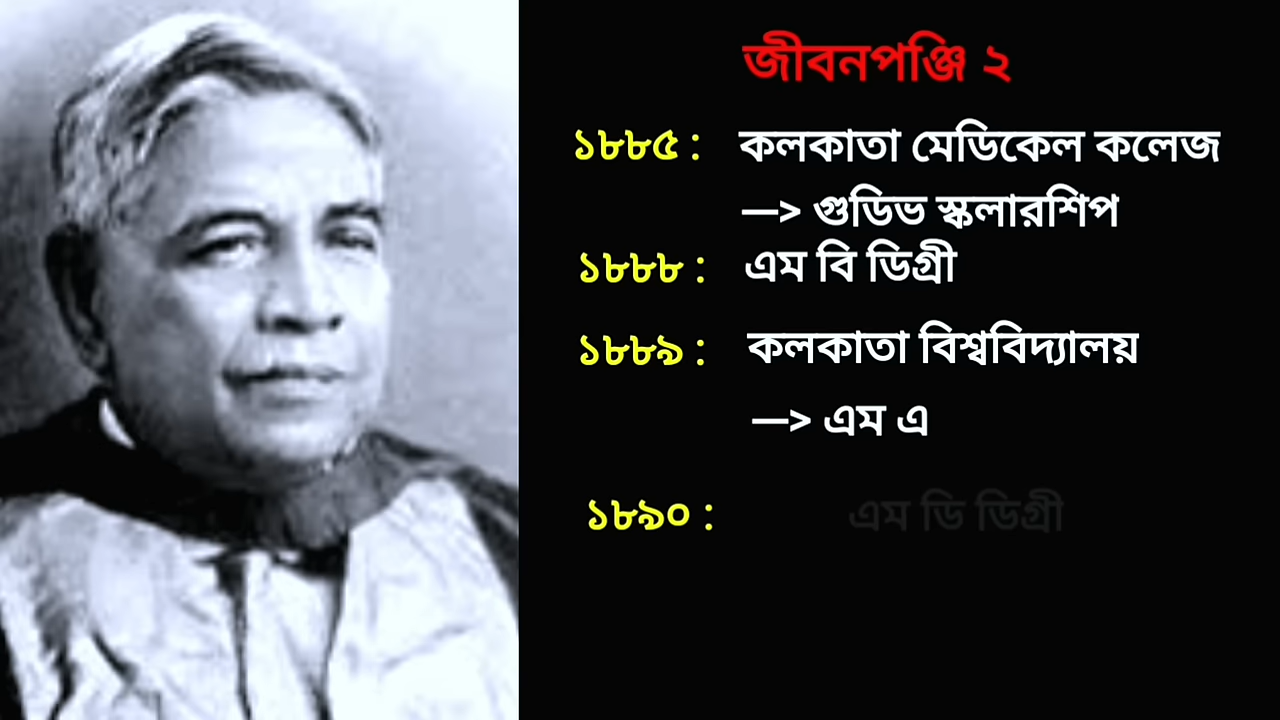 জীবনপঞ্জি ২
১৮৮৫ : কলকাতা মেডিকেল কলেজ
—> গুডিভ স্কলারশিপ
১৮৮৮ : এম বি ডিগ্রী
১৮৮৯ : কলকাতা বিশ্ববিদ্যালয়
—> এম এ
১৮৯০ : এম ডি ডিগ্রী